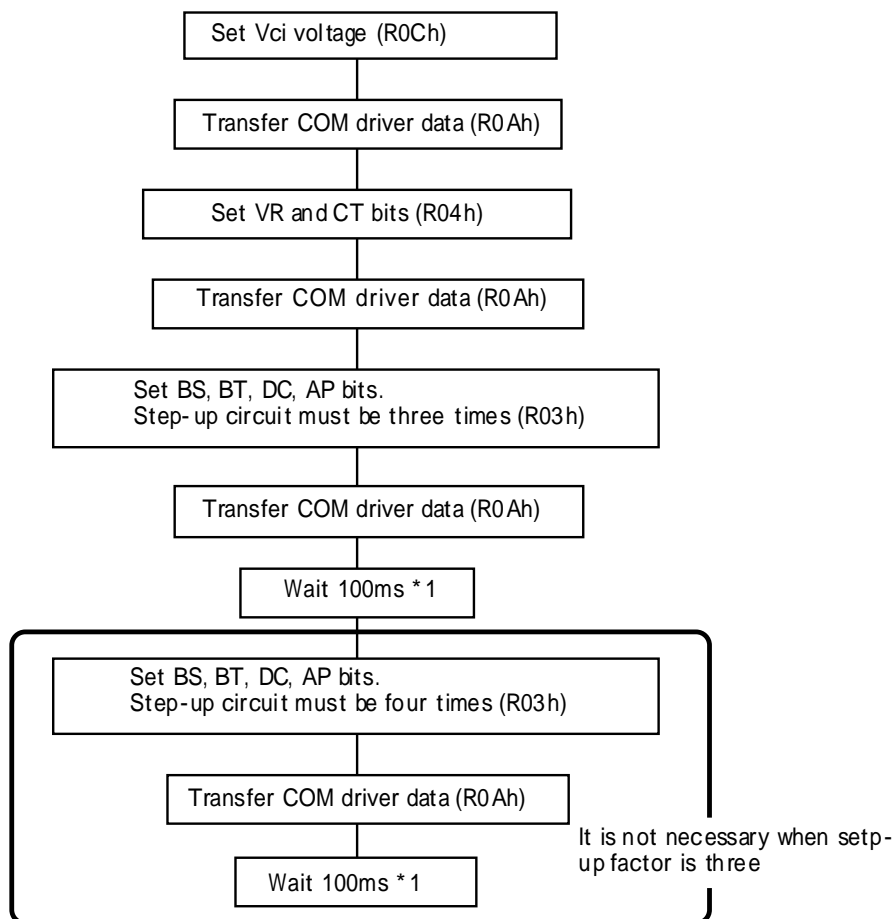 Set Vci voltage (R0Ch)
Transfer COM driver data (R0Ah)
Set VR and CT bits (R04h)
Transfer COM driver data (R0Ah)
Set BS, BT, DC, AP bits.
Step-up circuit must be three times (R03h)
Transfer COM driver data (R0Ah)
Wait 100ms *1
Set BS, BT, DC, AP bits.
Step-up circuit must be four times (R03h)
Transfer COM driver data (R0Ah)
It is not necessary when setp-
up factor is three
Wait 100ms *1